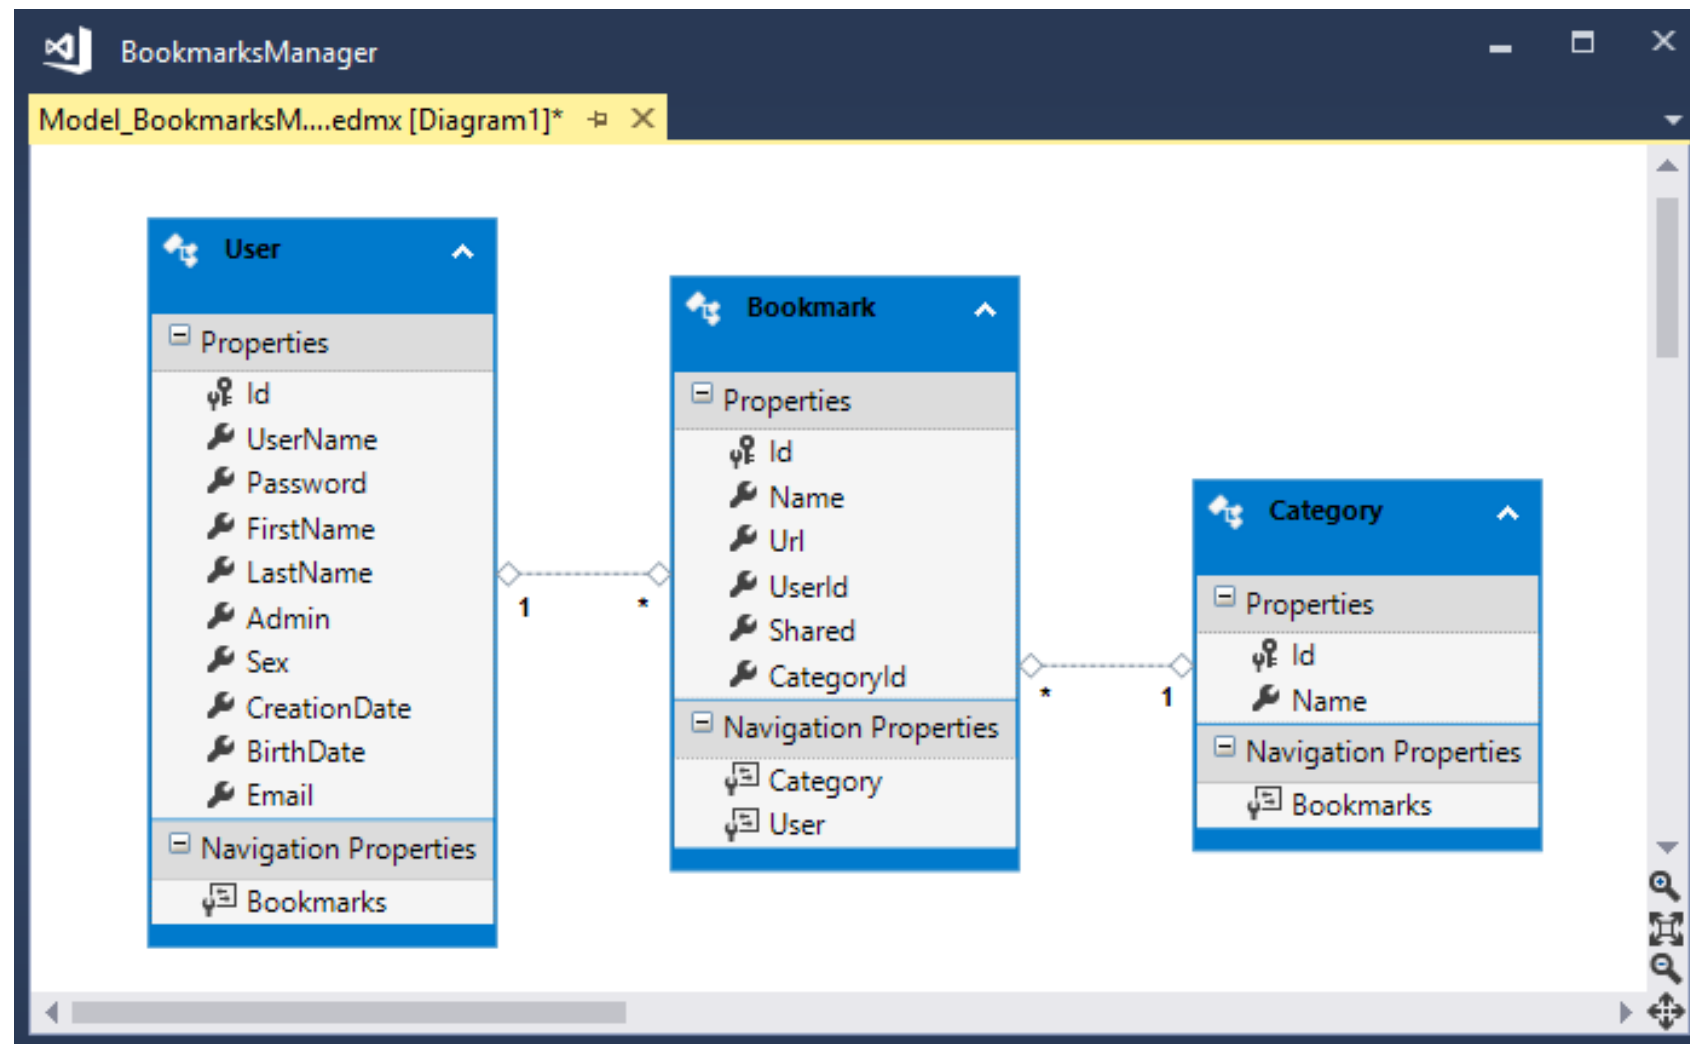 BookmarksManager
Model_BookmarksM....edmx [Diagram1]*
User
Properties
Id
UserName
Password
FirstName
LastName
Admin
Sex
CreationDate
BirthDate
Email
Navigation Properties
Bookmarks
1
*
Bookmark
Properties
Id
Name
Url
UserId
Shared
CategoryId
Navigation Properties
Category
User
*
1
Category
Properties
Id
Name
Navigation Properties
Bookmarks